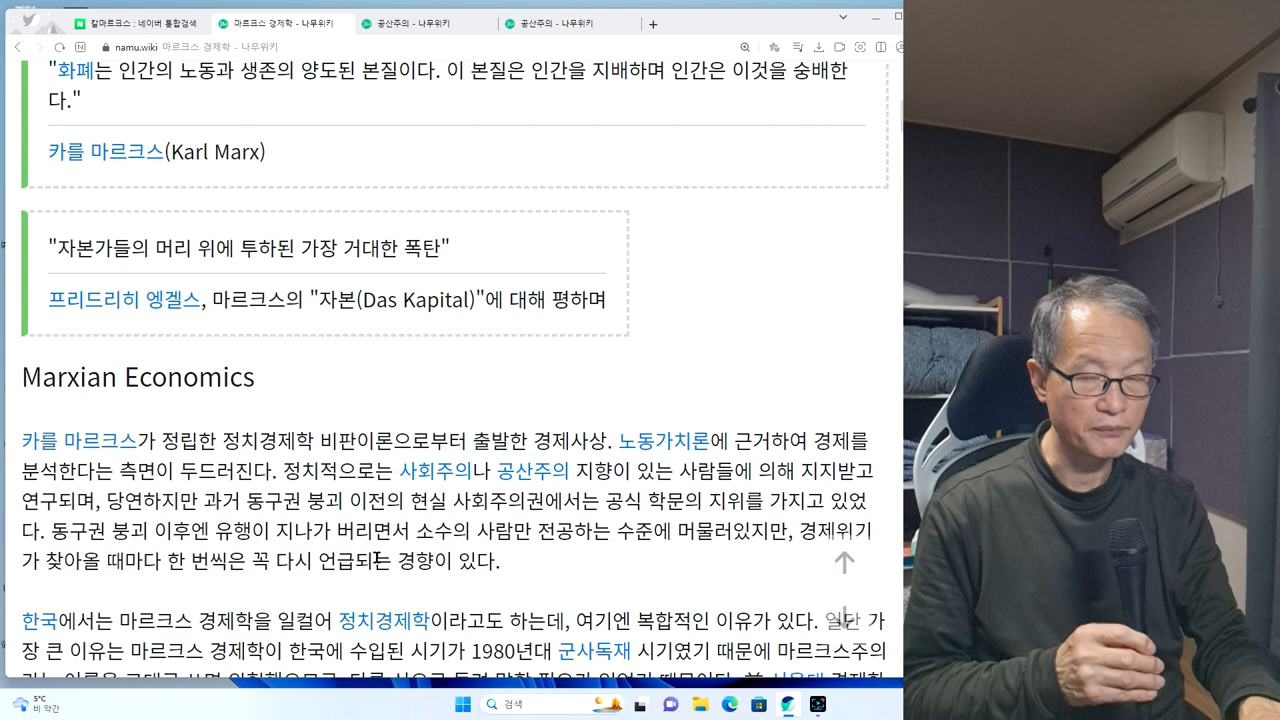 칼마르크스 : 네이버 통합검색
마르크스 경제학 - 나무위키
공산주의 - 나무위키
공산주의 - 나무위키
namu.wiki 마르크스 경제학 - 나무위키
"화폐는 인간의 노동과 생존의 양도된 본질이다. 이 본질은 인간을 지배하며 인간은 이것을 숭배한
다."
카를 마르크스(Karl Marx)
"자본가들의 머리 위에 투하된 가장 거대한 폭탄"
프리드리히 엥겔스, 마르크스의 "자본(Das Kapital)"에 대해 평하며
Marxian Economics
카를 마르크스가 정립한 정치경제학 비판이론으로부터 출발한 경제사상. 노동가치론에 근거하여 경제를
분석한다는 측면이 두드러진다. 정치적으로는 사회주의나 공산주의 지향이 있는 사람들에 의해 지지받고
연구되며, 당연하지만 과거 동구권 붕괴 이전의 현실 사회주의권에서는 공식 학문의 지위를 가지고 있었
다. 동구권 붕괴 이후엔 유행이 지나가 버리면서 소수의 사람만 전공하는 수준에 머물러있지만, 경제위기
가 찾아올 때마다 한 번씩은 꼭 다시 언급되는 경향이 있다.
한국에서는 마르크스 경제학을 일컬어 정치경제학이라고도 하는데, 여기엔 복합적인 이유가 있다. 일단 가
장 큰 이유는 마르크스 경제학이 한국에 수입된 시기가 1980년대 군사독재 시기였기 때문에 마르크스주의
5°C
비 약간
검색